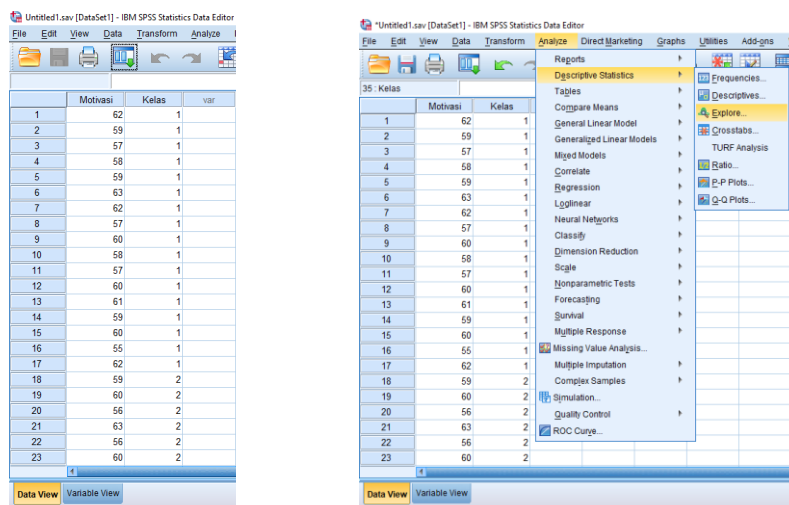 Untitled1.sav [DataSet1] - IBM SPSS Statistics Data Editor
File Edit View Data Transform Analyze
Motivasi Kelas var
1 62 1
2 59 1
3 57 1
4 58 1
5 59 1
6 63 1
7 62 1
8 57 1
9 60 1
10 58 1
11 57 1
12 60 1
13 61 1
14 59 1
15 60 1
16 55 1
17 62 1
18 59 2
19 60 2
20 56 2
21 63 2
22 56 2
23 60 2
Data View Variable View
*Untitled1.sav [DataSet1] - IBM SPSS Statistics Data Editor
File Edit View Data Transform Analyze Direct Marketing Graphs Utilities Add-ons
35 : Kelas
Motivasi Kelas
1 62 1
2 59 1
3 57 1
4 58 1
5 59 1
6 63 1
7 62 1
8 57 1
9 60 1
10 58 1
11 57 1
12 60 1
13 61 1
14 59 1
15 60 1
16 55 1
17 62 1
18 59 2
19 60 2
20 56 2
21 63 2
22 56 2
23 60 2
Data View Variable View
Reports
Descriptive Statistics
Tables
Compare Means
General Linear Model
Generalized Linear Models
Mixed Models
Correlate
Regression
Loglinear
Neural Networks
Classify
Dimension Reduction
Scale
Nonparametric Tests
Forecasting
Survival
Multiple Response
Missing Value Analysis...
Multiple Imputation
Complex Samples
Simulation...
Quality Control
ROC Curve...
Frequencies...
Descriptives...
Explore...
Crosstabs...
TURF Analysis
Ratio...
P-P Plots...
Q-Q Plots...